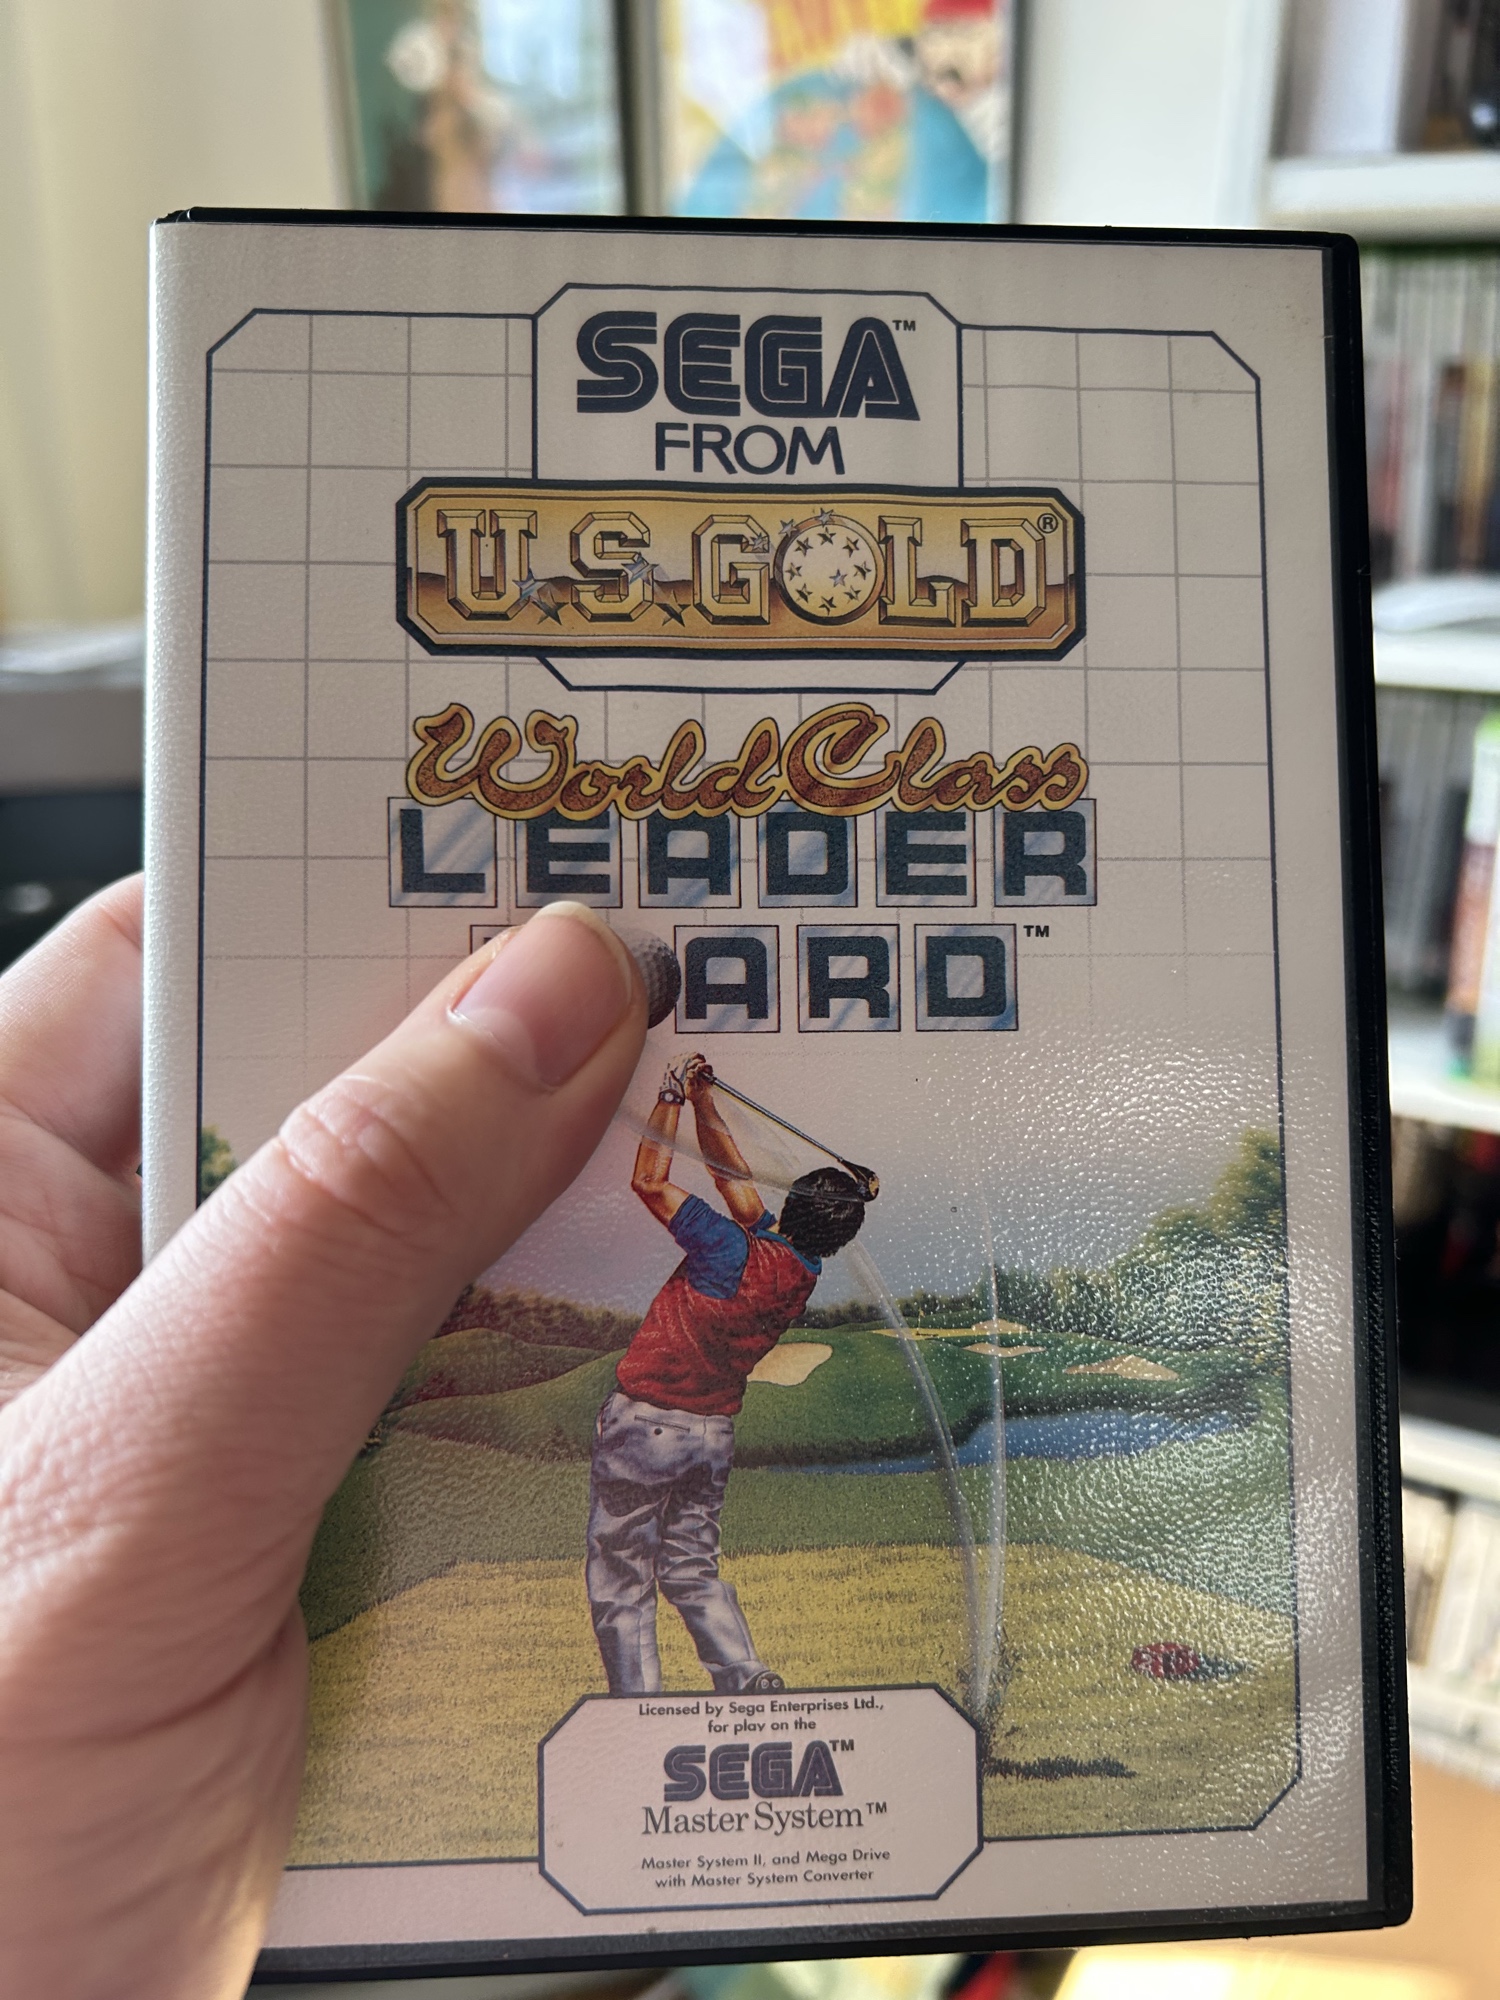 SEGA™
FROM
U.S. GOLD®
World Class
LEADER
ARD™
Licensed by Sega Enterprises Ltd.,
for play on the
SEGA™
Master System™
Master System II, and Mega Drive
with Master System Converter